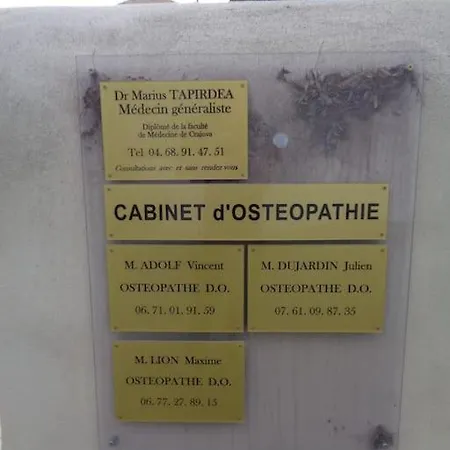 Dr Marius TAPIRDEA
Médecin généraliste
Diplômé de la faculté
de Médecine de Craiova
Tel 04.68.91.47.51
Consultations avec et sans rendez vous
CABINET d'OSTEOPATHIE
M. ADOLF Vincent
OSTEOPATHE D.O.
06.71.01.91.59
M. DUJARDIN Julien
OSTEOPATHE D.O.
07.61.09.87.35
M. LION Maxime
OSTEOPATHE D.O.
06.77.27.89.15